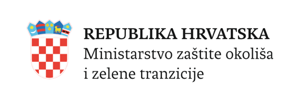 REPUBLIKA HRVATSKA
Ministarstvo zaštite okoliša
i zelene tranzicije